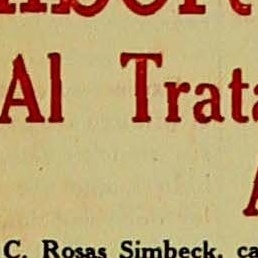 Al Trata
A
C. Rosas Simbeck, ca